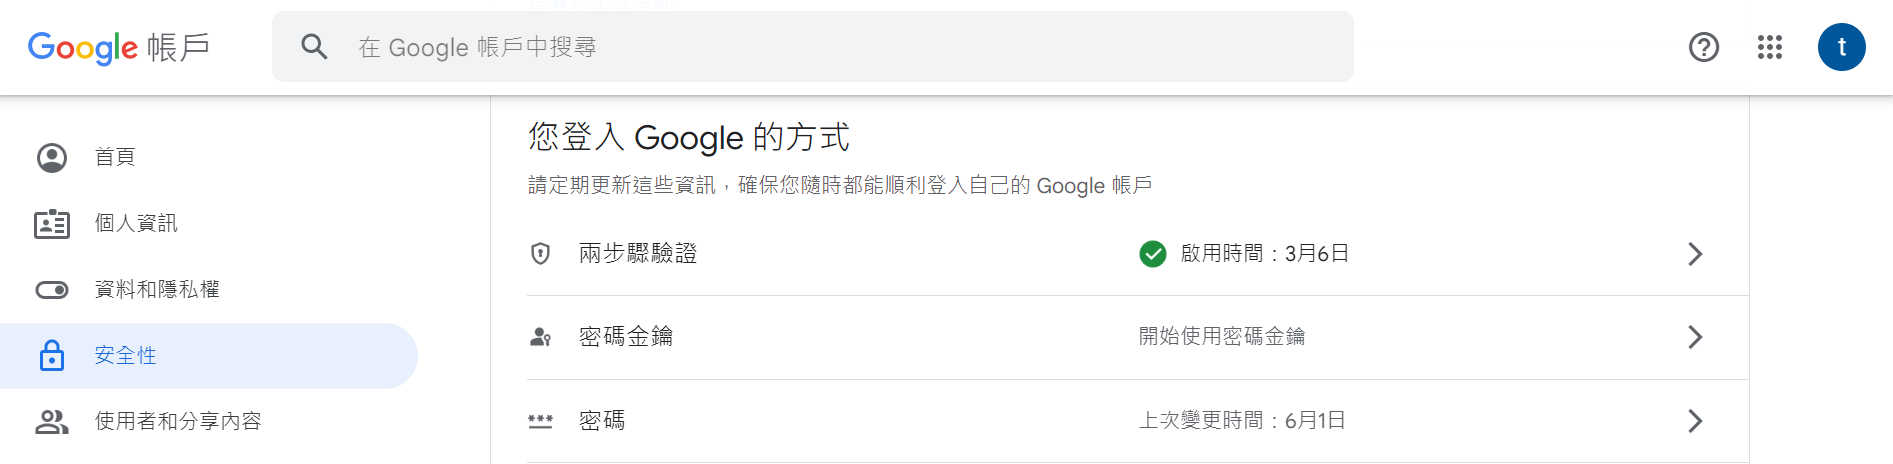 Google 帳戶
在 Google 帳戶中搜尋
t
首頁
個人資訊
資料和隱私權
安全性
使用者和分享內容
您登入 Google 的方式
請定期更新這些資訊，確保您隨時都能順利登入自己的 Google 帳戶
兩步驟驗證
啟用時間：3月6日
密碼金鑰
開始使用密碼金鑰
密碼
上次變更時間：6月1日